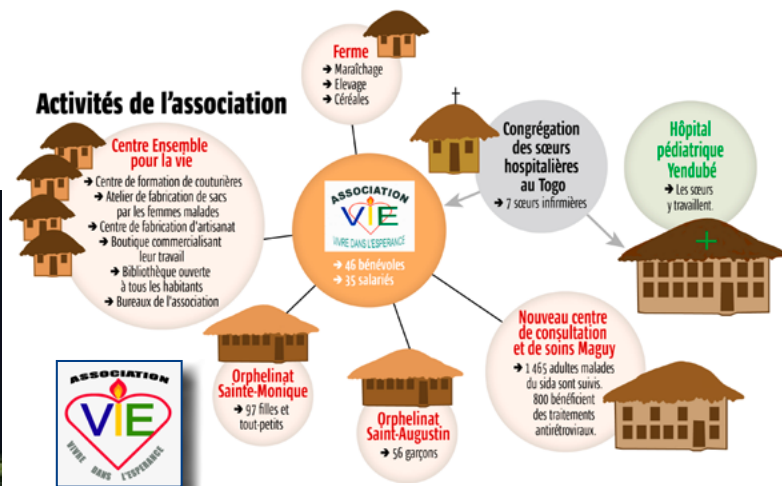 Activités de l'association
Ferme
➔ Maraîchage
➔ Elevage
➔ Céréales
Centre Ensemble
pour la vie
➔ Centre de formation de couturières
➔ Atelier de fabrication de sacs
par les femmes malades
➔ Centre de fabrication d'artisanat
➔ Boutique commercialisant
leur travail
➔ Bibliothèque ouverte
à tous les habitants
➔ Bureaux de l'association
ASSOCIATION
VIE
VIVRE DANS L'ESPERANCE
➔ 46 bénévoles
➔ 35 salariés
Congrégation
des sœurs
hospitalières
au Togo
➔ 7 sœurs infirmières
Hôpital
pédiatrique
Yendubé
➔ Les sœurs
y travaillent.
Nouveau centre
de consultation
et de soins Maguy
➔ 1 465 adultes malades
du sida sont suivis.
800 bénéficient
des traitements
antirétroviraux.
Orphelinat
Sainte-Monique
➔ 97 filles et
tout-petits
Orphelinat
Saint-Augustin
➔ 56 garçons
ASSOCIATION
VIE
VIVRE DANS L'ESPERANCE